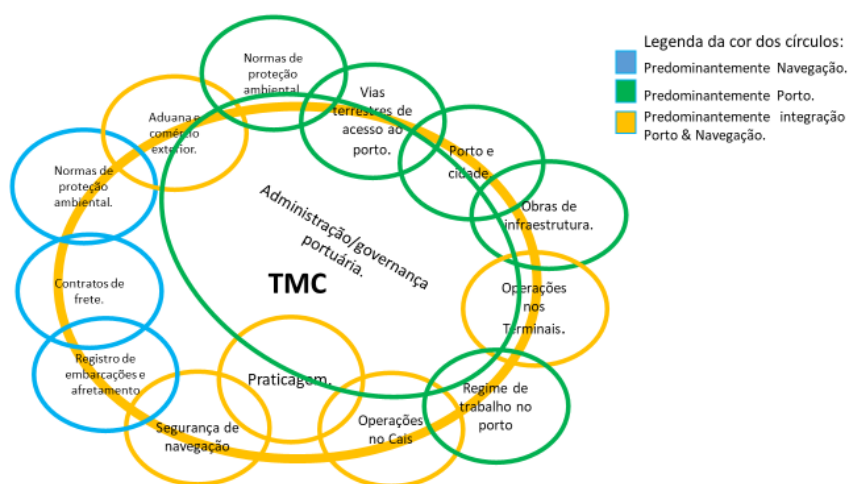 Normas de
proteção
ambiental.
Vias
terrestres de
acesso ao
porto.
Porto e
cidade.
Obras de
infraestrutura.
Operações
nos
Terminais.
Regime de
trabalho no
porto
Operações
no Cais
Praticagem.
Segurança de
navegação
Registro de
embarcações e
afretamento
Contratos de
frete.
Normas de
proteção
ambiental.
Aduana e
comércio
exterior.
Administração/governança
portuária.
TMC
Legenda da cor dos círculos:
Predominantemente Navegação.
Predominantemente Porto.
Predominantemente integração
Porto & Navegação.